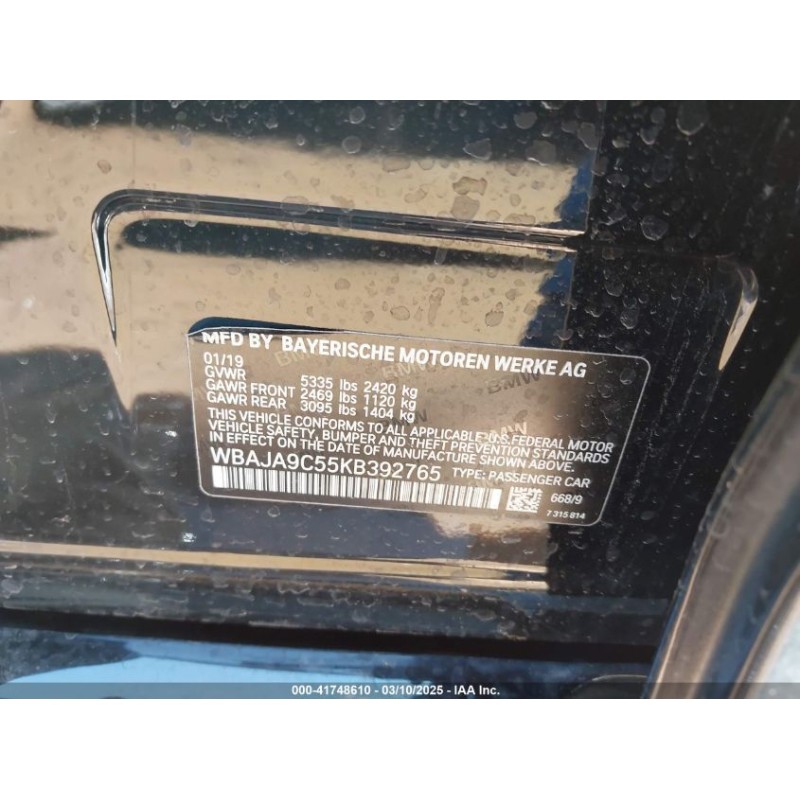 MFD BY BAYERISCHE MOTOREN WERKE AG
01/19
GVWR 5335 lbs 2420 kg
GAWR FRONT 2469 lbs 1120 kg
GAWR REAR 3095 lbs 1404 kg
THIS VEHICLE CONFORMS TO ALL APPLICABLE U.S. FEDERAL MOTOR
VEHICLE SAFETY, BUMPER AND THEFT PREVENTION STANDARDS
IN EFFECT ON THE DATE OF MANUFACTURE SHOWN ABOVE.
WBAJA9C55KB392765 TYPE: PASSENGER CAR
668/9
7 315 814
000-41748610 - 03/10/2025 - IAA Inc.